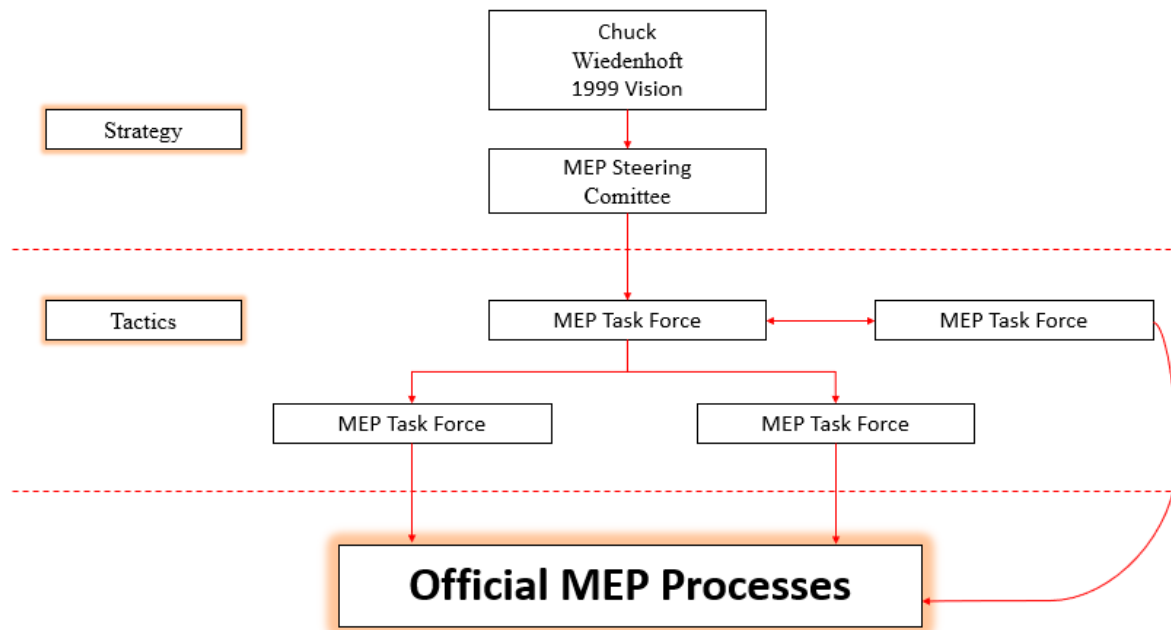 Chuck
Wiedenhoft
1999 Vision
Strategy
MEP Steering
Comittee
Tactics
MEP Task Force
MEP Task Force
MEP Task Force
MEP Task Force
Official MEP Processes